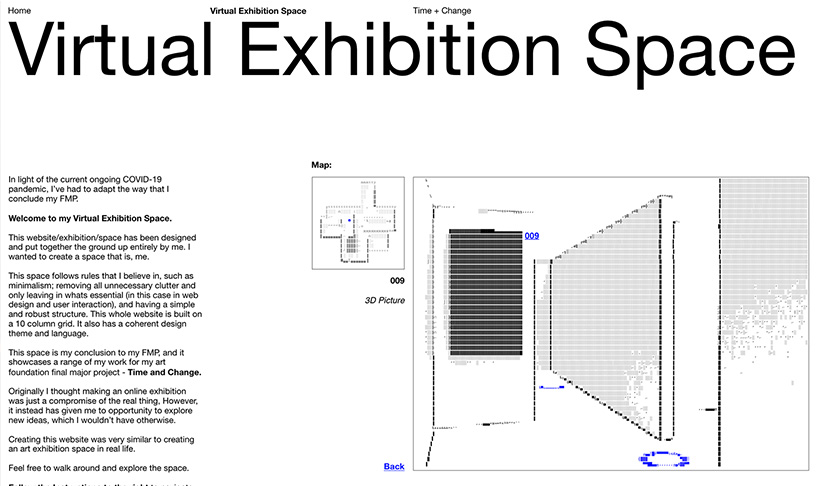 Home
Virtual Exhibition Space
Time + Change
Virtual Exhibition Space
In light of the current ongoing COVID-19
pandemic, I've had to adapt the way that I
conclude my FMP.
Welcome to my Virtual Exhibition Space.
This website/exhibition/space has been designed
and put together the ground up entirely by me. I
wanted to create a space that is, me.
This space follows rules that I believe in, such as
minimalism; removing all unnecessary clutter and
only leaving in whats essential (in this case in web
design and user interaction), and having a simple
and robust structure. This whole website is built on
a 10 column grid. It also has a coherent design
theme and language.
This space is my conclusion to my FMP, and it
showcases a range of my work for my art
foundation final major project - Time and Change.
Originally I thought making an online exhibition
was just a compromise of the real thing, However,
it instead has given me to opportunity to explore
new ideas, which I wouldn't have otherwise.
Creating this website was very similar to creating
an art exhibition space in real life.
Feel free to walk around and explore the space.
Map:
009
3D Picture
009
Back